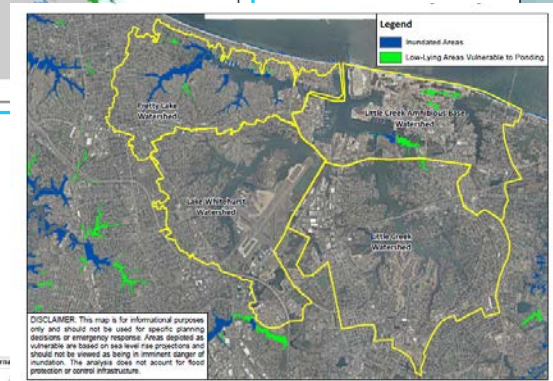 Legend
Inundated Areas
Low-Lying Areas Vulnerable to Ponding
Pretty Lake
Watershed
Little Creek Amphibious Base
Watershed
Lake Whitehurst
Watershed
Little Creek
Watershed
DISCLAIMER: This map is for informational purposes
only and should not be used for specific planning
decisions or emergency response. Areas depicted as
vulnerable are based on sea level rise projections and
should not be viewed as being in imminent danger of
inundation. The analysis does not account for flood
protection or control infrastructure.